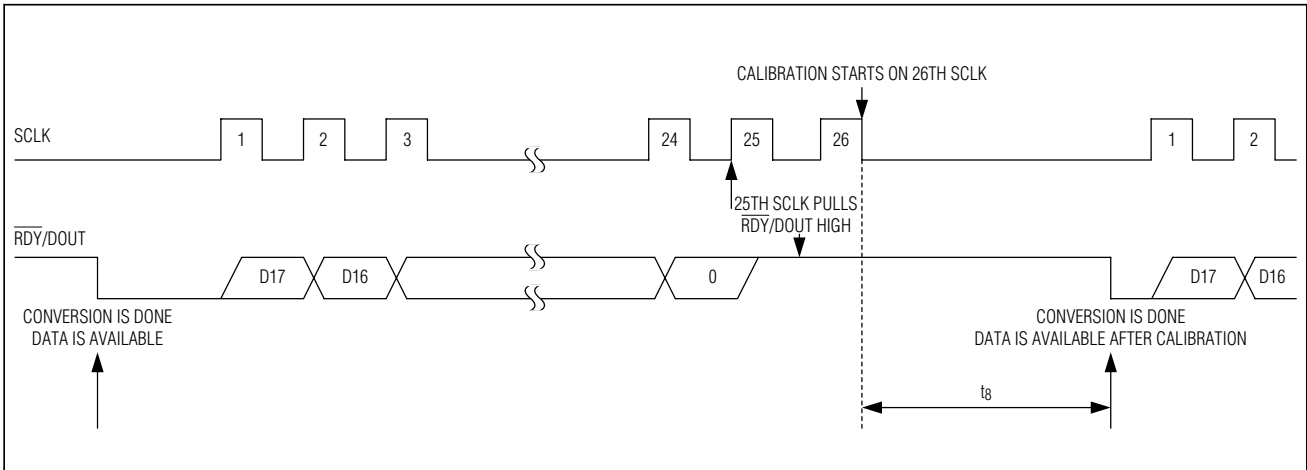 CALIBRATION STARTS ON 26TH SCLK
SCLK
1
2
3
24
25
26
1
2
25TH SCLK PULLS
RDY/DOUT HIGH
RDY/DOUT
D17
D16
0
D17
D16
CONVERSION IS DONE
DATA IS AVAILABLE
CONVERSION IS DONE
DATA IS AVAILABLE AFTER CALIBRATION
t8